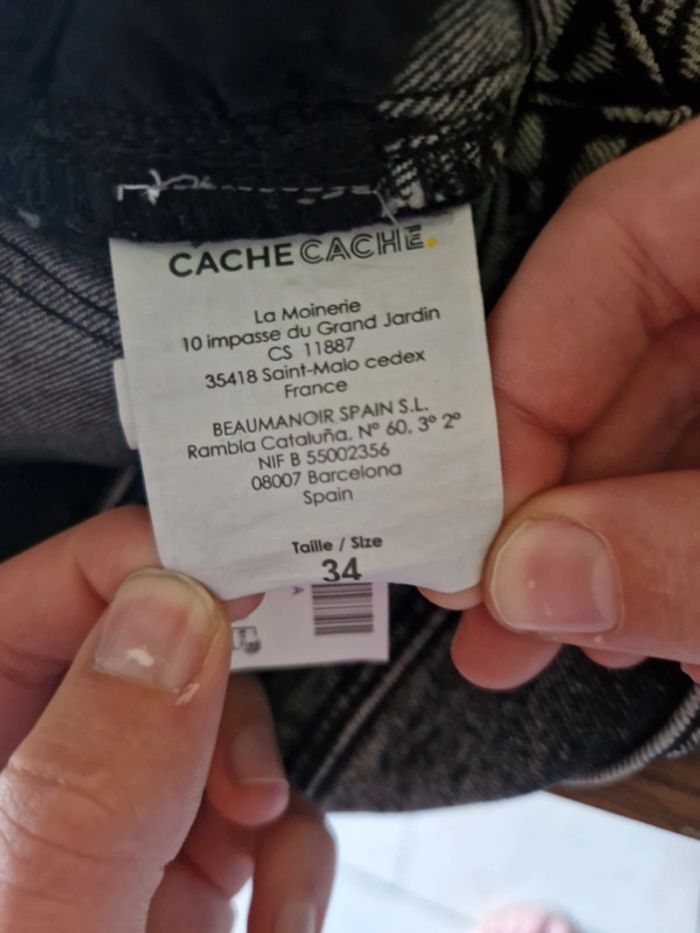 CACHE CACHE.
La Moinerie
10 impasse du Grand Jardin
CS 11887
35418 Saint-Malo cedex
France
BEAUMANOIR SPAIN S.L.
Rambla Cataluña, Nº 60, 3º 2º
NIF B 55002356
08007 Barcelona
Spain
Taille / Size
34
A